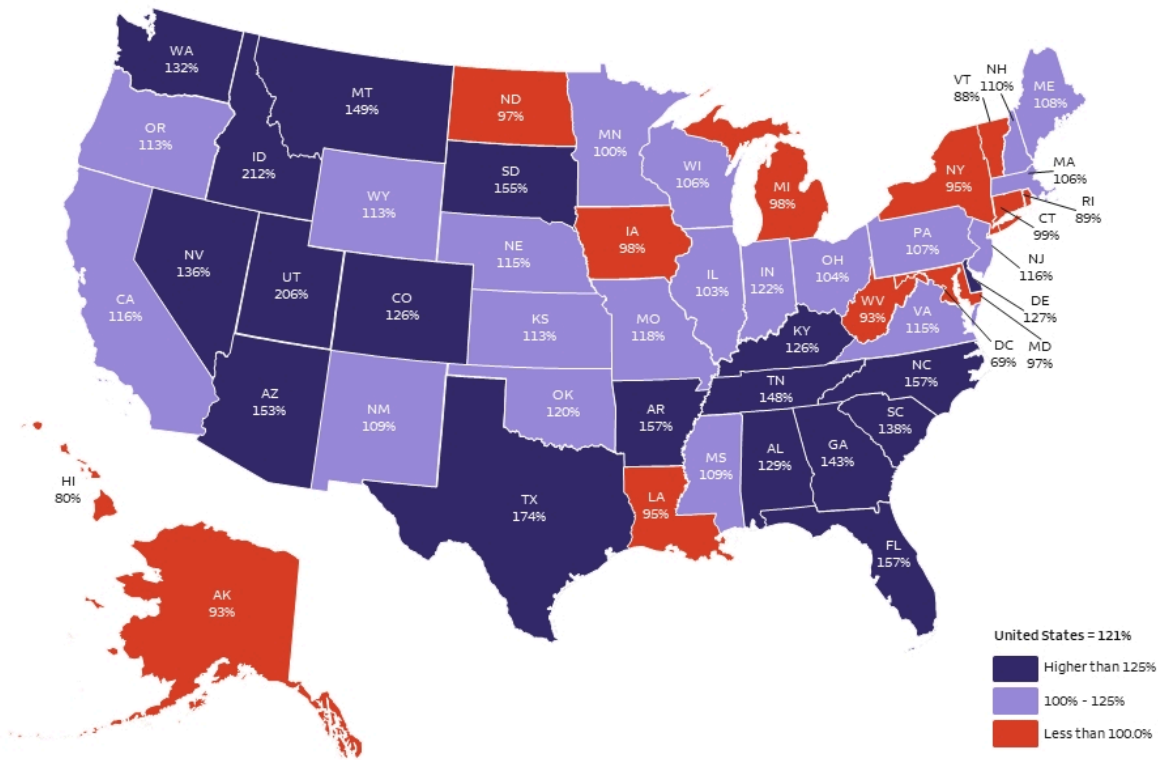 WA
132%
MT
149%
ND
97%
MN
100%
VT
88%
NH
110%
ME
108%
OR
113%
ID
212%
SD
155%
WI
106%
MI
98%
NY
95%
MA
106%
RI
89%
CT
99%
WY
113%
IA
98%
PA
107%
NJ
116%
NV
136%
UT
206%
CO
126%
NE
115%
IL
103%
IN
122%
OH
104%
WV
93%
VA
115%
DE
127%
MD
97%
DC
69%
CA
116%
KS
113%
MO
118%
KY
126%
NC
157%
TN
148%
SC
138%
AZ
153%
NM
109%
OK
120%
AR
157%
MS
109%
AL
129%
GA
143%
HI
80%
TX
174%
LA
95%
FL
157%
AK
93%
United States = 121%
Higher than 125%
100% - 125%
Less than 100.0%